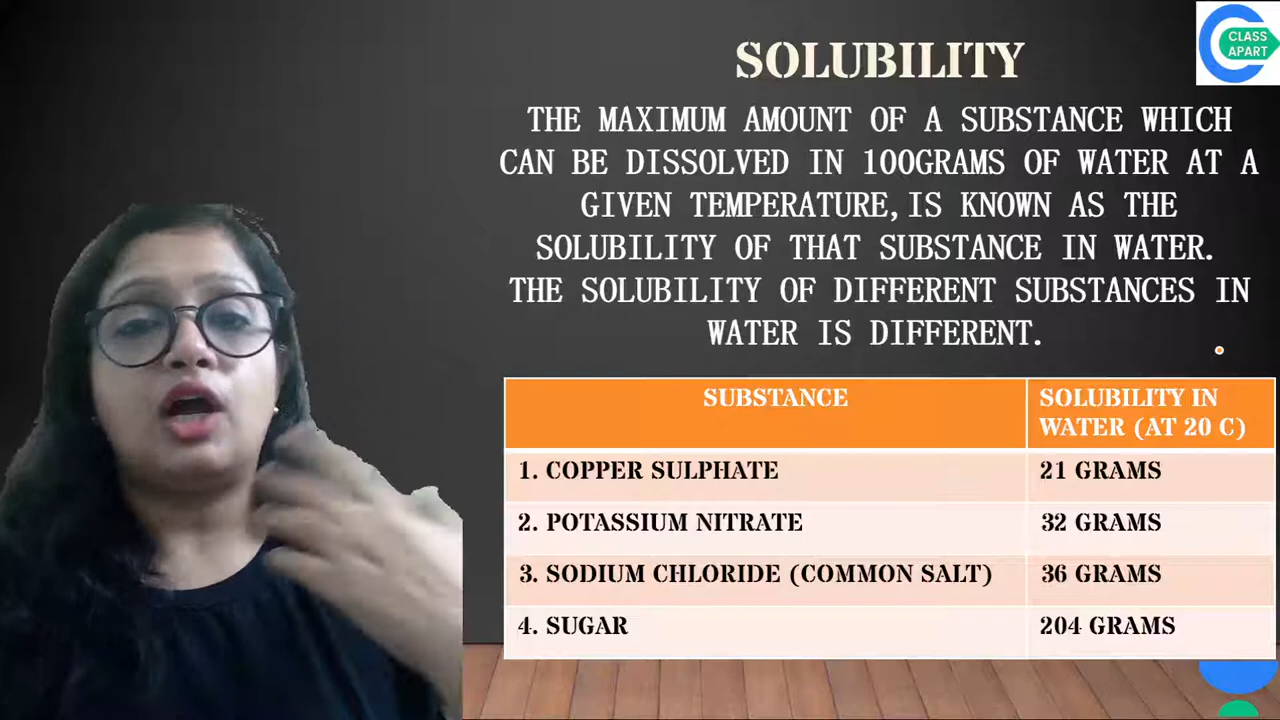 CLASS
APART
SOLUBILITY
THE MAXIMUM AMOUNT OF A SUBSTANCE WHICH
CAN BE DISSOLVED IN 100GRAMS OF WATER AT A
GIVEN TEMPERATURE,IS KNOWN AS THE
SOLUBILITY OF THAT SUBSTANCE IN WATER.
THE SOLUBILITY OF DIFFERENT SUBSTANCES IN
WATER IS DIFFERENT.
SUBSTANCE
SOLUBILITY IN
WATER (AT 20 C)
1. COPPER SULPHATE
21 GRAMS
2. POTASSIUM NITRATE
32 GRAMS
3. SODIUM CHLORIDE (COMMON SALT)
36 GRAMS
4. SUGAR
204 GRAMS